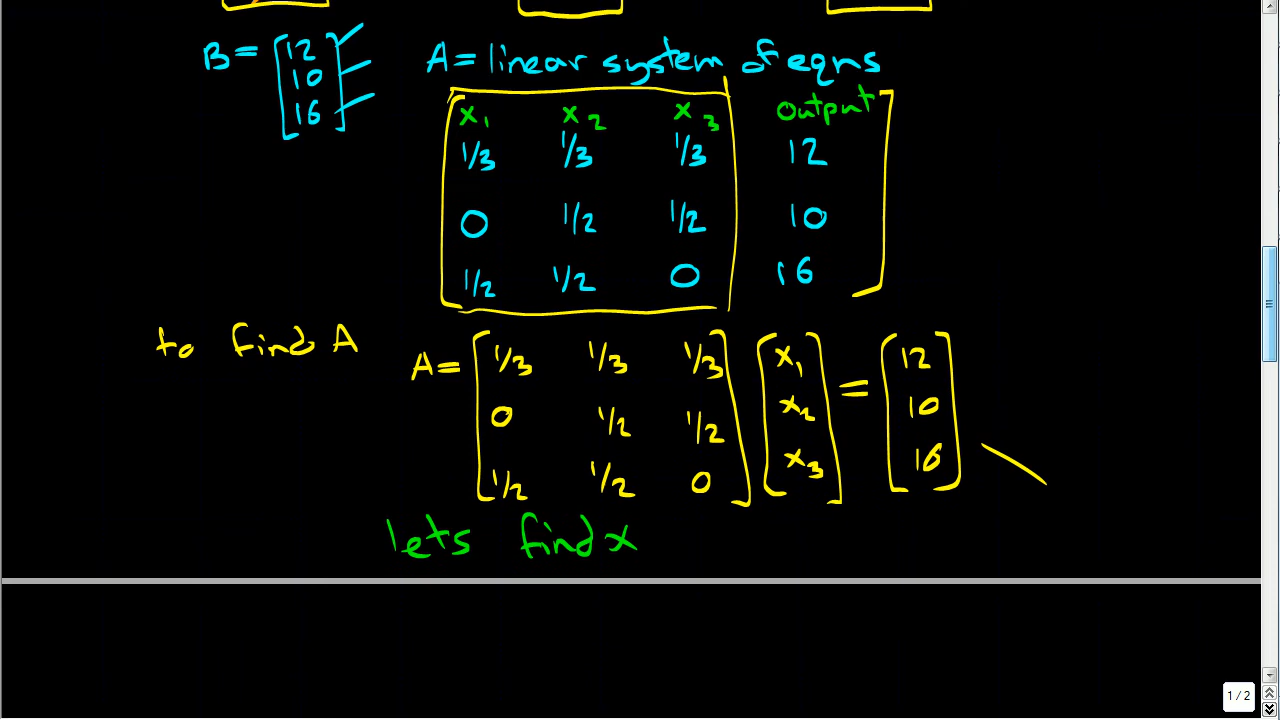 B = [12 10 16]
A = linear system of eqns
x1 x2 x3 output
1/3 1/3 1/3 12
0 1/2 1/2 10
1/2 1/2 0 16
to find A
A = [1/3 1/3 1/3 [x1 = [12
0 1/2 1/2 x2 10
1/2 1/2 0] x3] 16]
lets find x
1 / 2